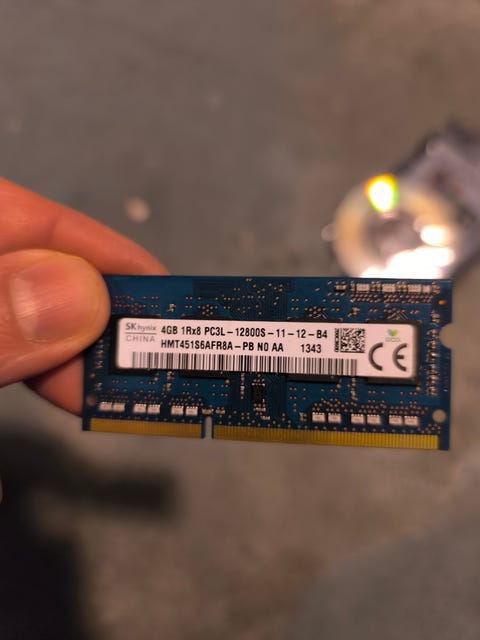 SK hynix
CHINA
4GB 1Rx8 PC3L-12800S-11-12-B4
HMT451S6AFR8A-PB N0 AA 1343
CE